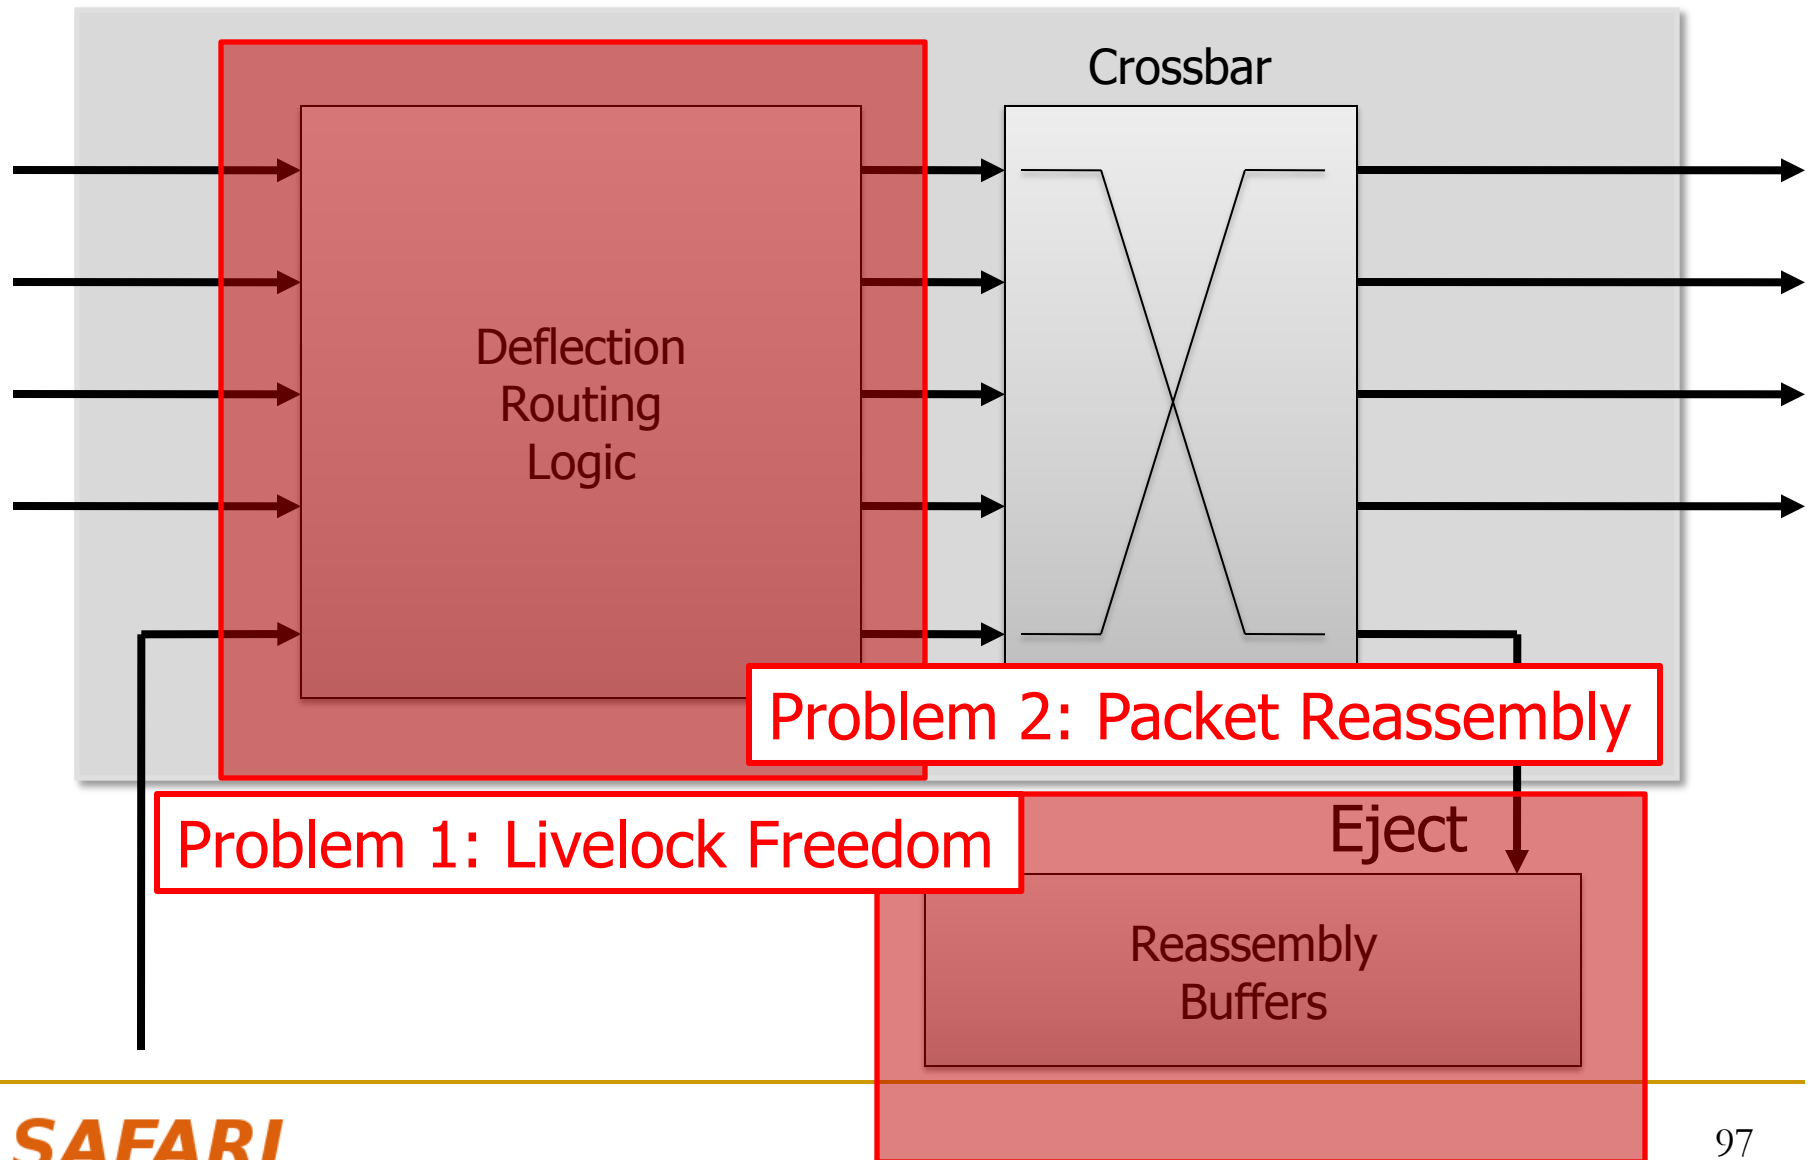 Crossbar
Deflection
Routing
Logic
Problem 2: Packet Reassembly
Problem 1: Livelock Freedom
Eject
Reassembly
Buffers
SAFARI
97